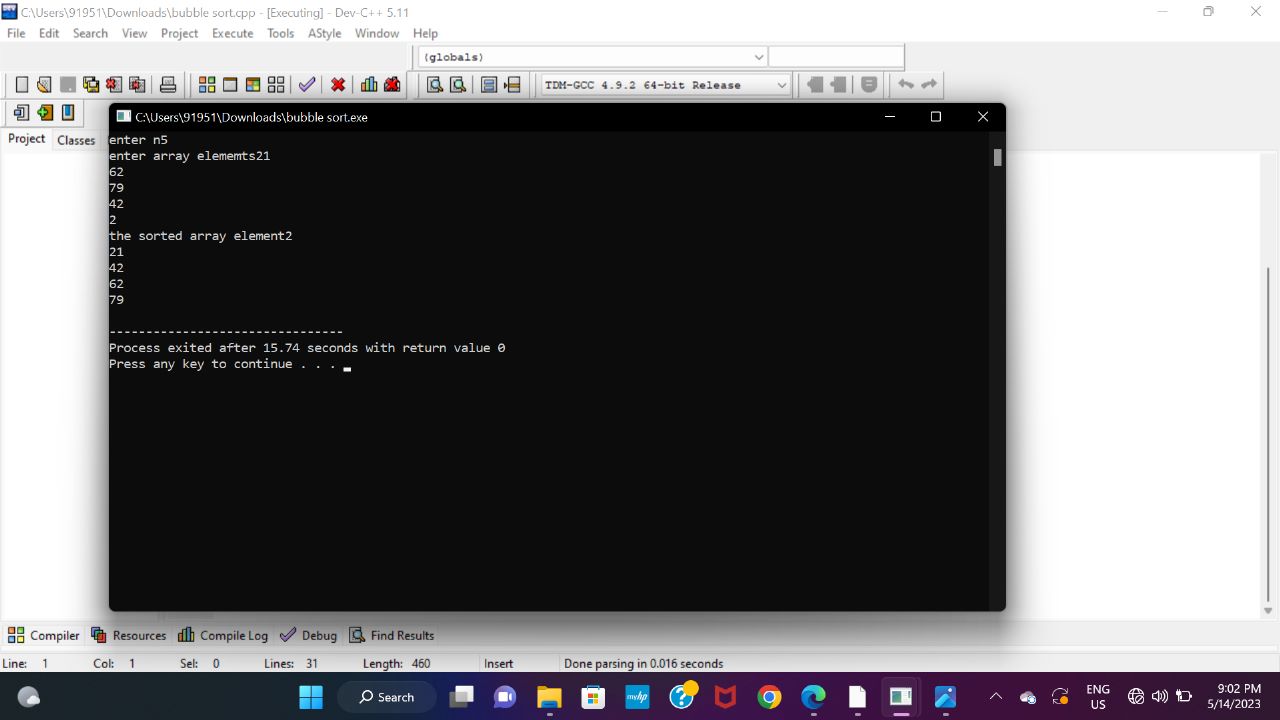 C:\Users\91951\Downloads\bubble sort.cpp - [Executing] - Dev-C++ 5.11
File Edit Search View Project Execute Tools AStyle Window Help
(globals)
TDM-GCC 4.9.2 64-bit Release
Project Classes
C:\Users\91951\Downloads\bubble sort.exe
enter n5
enter array elememts21
62
79
42
2
the sorted array element2
21
42
62
79
--------------------------------
Process exited after 15.74 seconds with return value 0
Press any key to continue . . .
Compiler Resources Compile Log Debug Find Results
Line: 1 Col: 1 Sel: 0 Lines: 31 Length: 460 Insert Done parsing in 0.016 seconds
Search myhp ENG 9:02 PM
US 5/14/2023